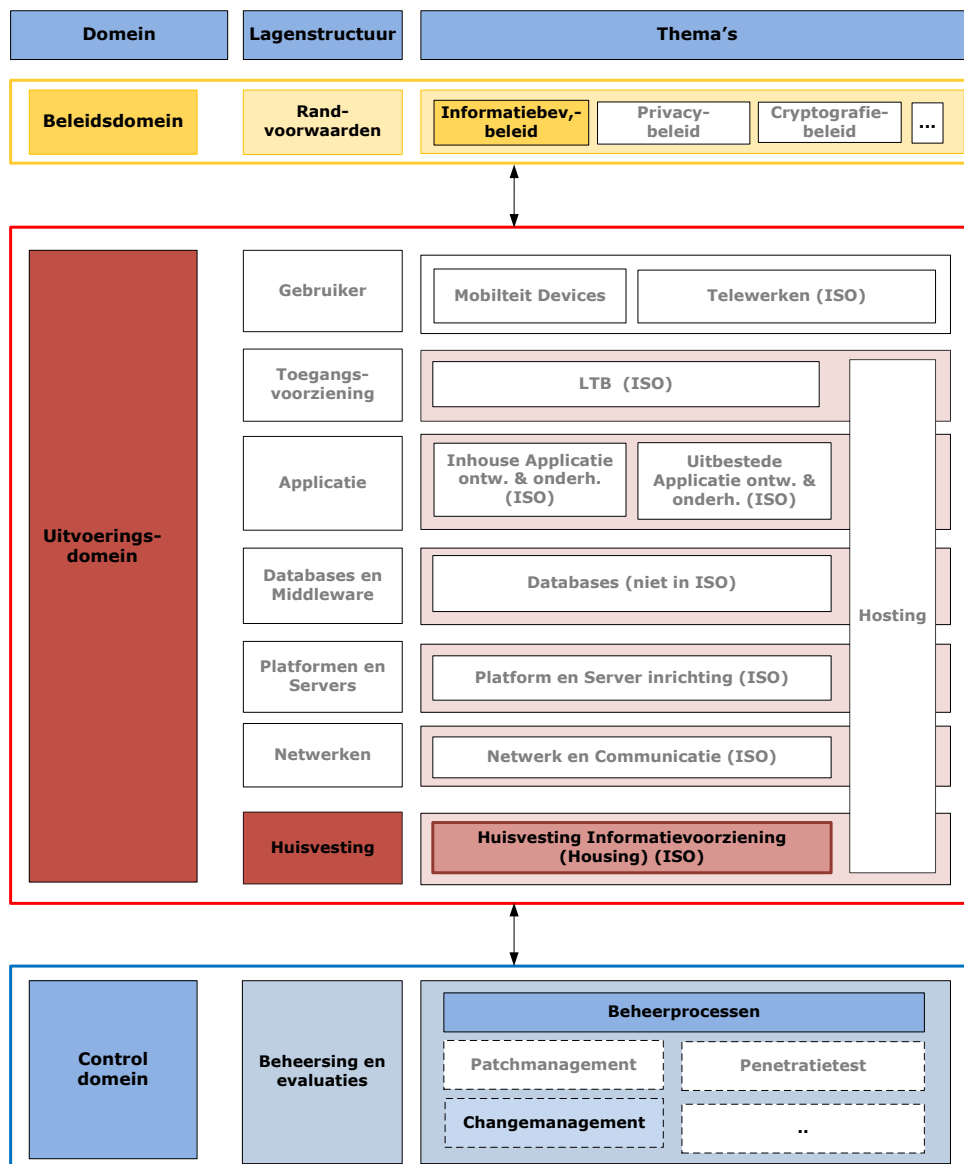 Domein
Lagenstructuur
Thema's
Beleidsdomein
Rand-
voorwaarden
Informatiebev,-
beleid
Privacy-
beleid
Cryptografie-
beleid
...
Uitvoerings-
domein
Gebruiker
Mobilteit Devices
Telewerken (ISO)
Toegangs-
voorziening
LTB (ISO)
Applicatie
Inhouse Applicatie
ontw. & onderh.
(ISO)
Uitbestede
Applicatie ontw. &
onderh. (ISO)
Databases en
Middleware
Databases (niet in ISO)
Hosting
Platformen en
Servers
Platform en Server inrichting (ISO)
Netwerken
Netwerk en Communicatie (ISO)
Huisvesting
Huisvesting Informatievoorziening
(Housing) (ISO)
Control
domein
Beheersing en
evaluaties
Beheerprocessen
Patchmanagement
Penetratietest
Changemanagement
..